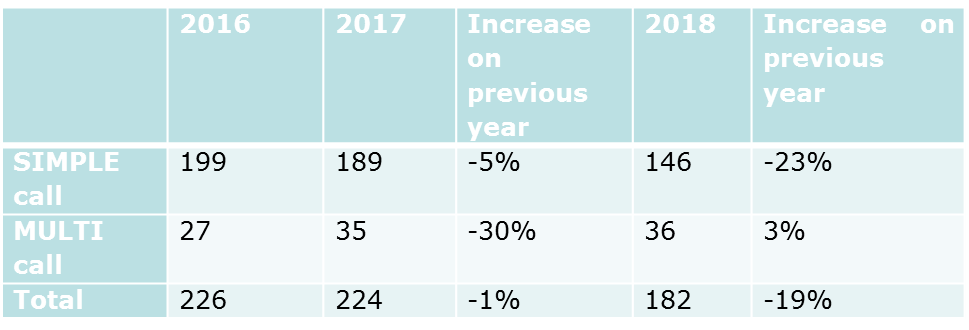 2016 2017 Increase on previous year 2018 Increase on previous year
SIMPLE call 199 189 -5% 146 -23%
MULTI call 27 35 -30% 36 3%
Total 226 224 -1% 182 -19%